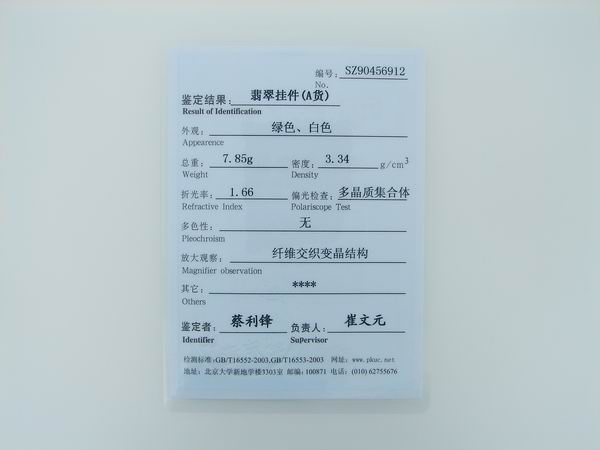 编号: SZ90456912
No.
鉴定结果: 翡翠挂件(A货)
Result of Identification
外观: 绿色、白色
Appearence
总重: 7.85g 密度: 3.34 g/cm³
Weight Density
折光率: 1.66 偏光检查: 多晶质集合体
Refractive Index Polariscope Test
多色性: 无
Pleochroism
放大观察: 纤维交织变晶结构
Magnifier observation
其它: ****
Others
鉴定者: 蔡利锋 负责人: 崔文元
Identifier Supervisor
检测标准:GB/T16552-2003,GB/T16553-2003 网址: www.pkuc.net
地址: 北京大学新地学楼3303室 邮编:100871 电话: (010) 62755676